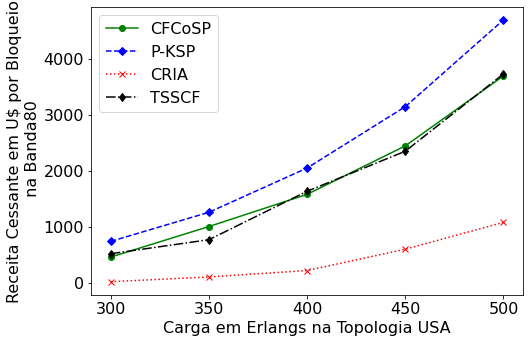 CFCoSP
P-KSP
CRIA
TSSCF
Receita Cessante em U$ por Bloqueio
na Banda80
4000
3000
2000
1000
0
300 350 400 450 500
Carga em Erlangs na Topologia USA